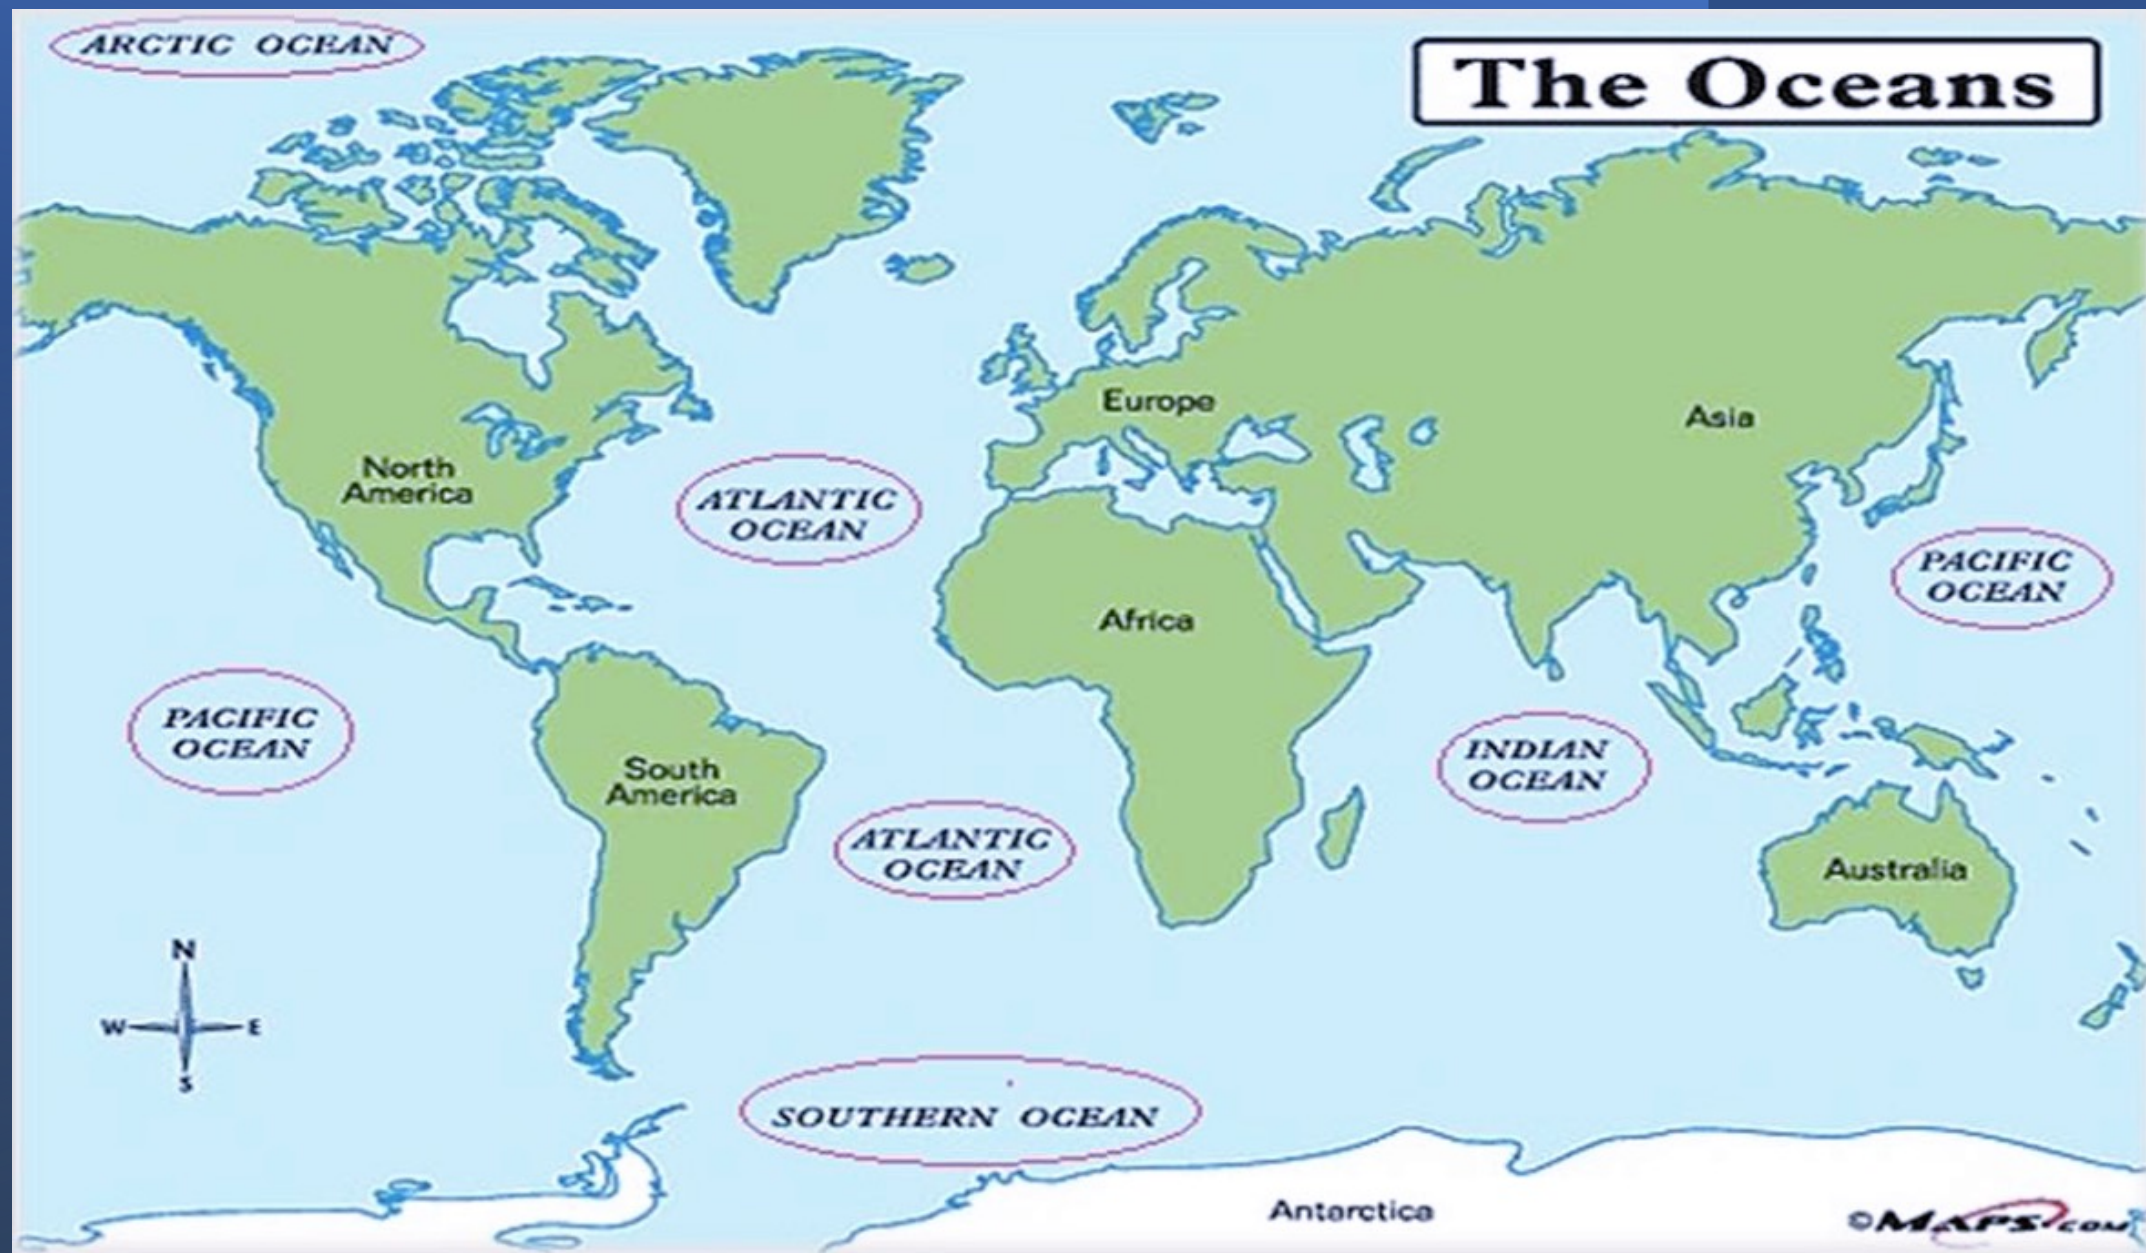 ARCTIC OCEAN
The Oceans
Europe
Asia
North
America
ATLANTIC
OCEAN
PACIFIC
OCEAN
Africa
PACIFIC
OCEAN
INDIAN
OCEAN
South
America
ATLANTIC
OCEAN
Australia
N
W E
S
SOUTHERN OCEAN
Antarctica
©MAPS.COM